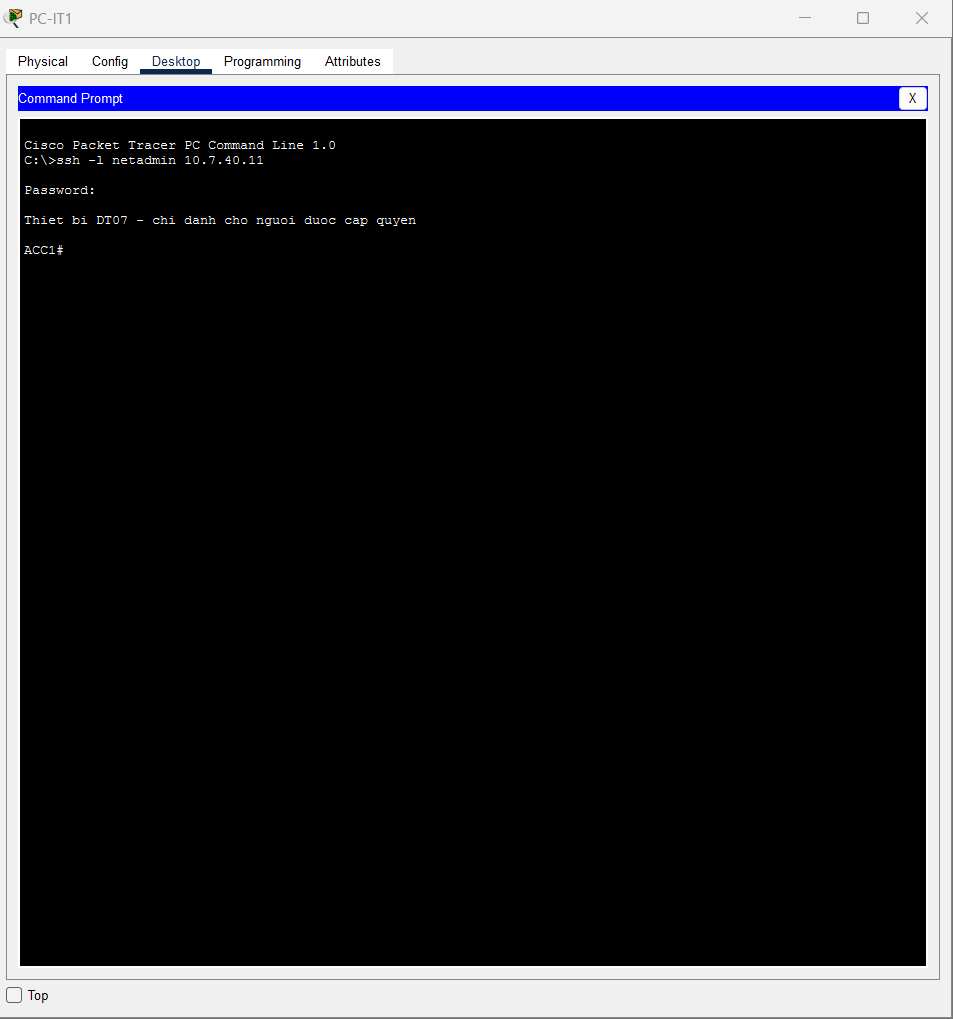 PC-IT1
Physical Config Desktop Programming Attributes
Command Prompt X
Cisco Packet Tracer PC Command Line 1.0
C:\>ssh -l netadmin 10.7.40.11
Password:
Thiet bi DT07 - chi danh cho nguoi duoc cap quyen
ACC1#
Top